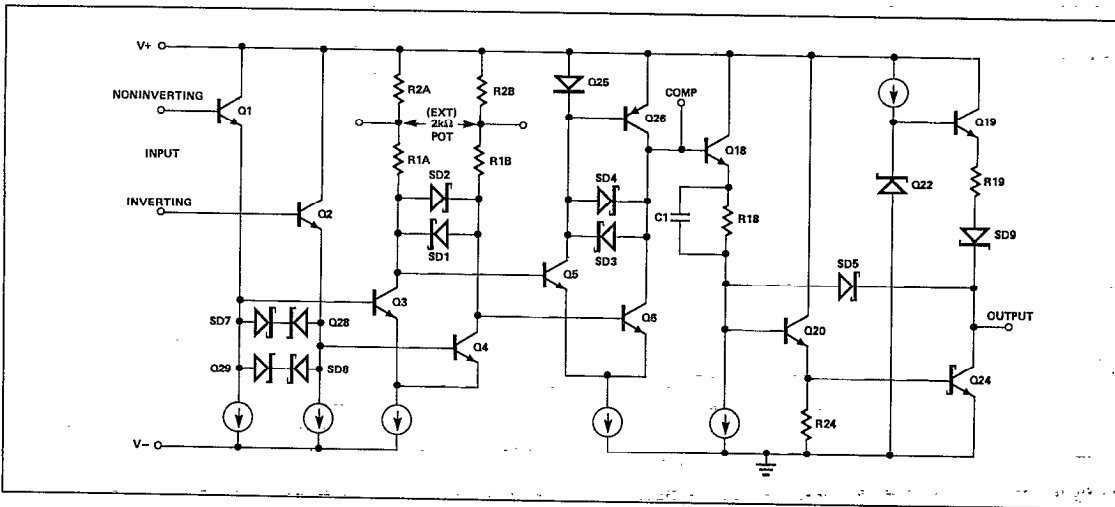 V+
NONINVERTING
INPUT
INVERTING
V−
Q1
Q2
R2A
R2B
(EXT)
2kΩ
POT
R1A
R1B
SD2
SD1
Q3
Q4
SD7
Q28
Q29
SD8
Q25
Q26
COMP
SD4
SD3
Q5
Q6
Q18
C1
R18
SD5
Q20
R24
Q22
Q19
R19
SD9
OUTPUT
Q24